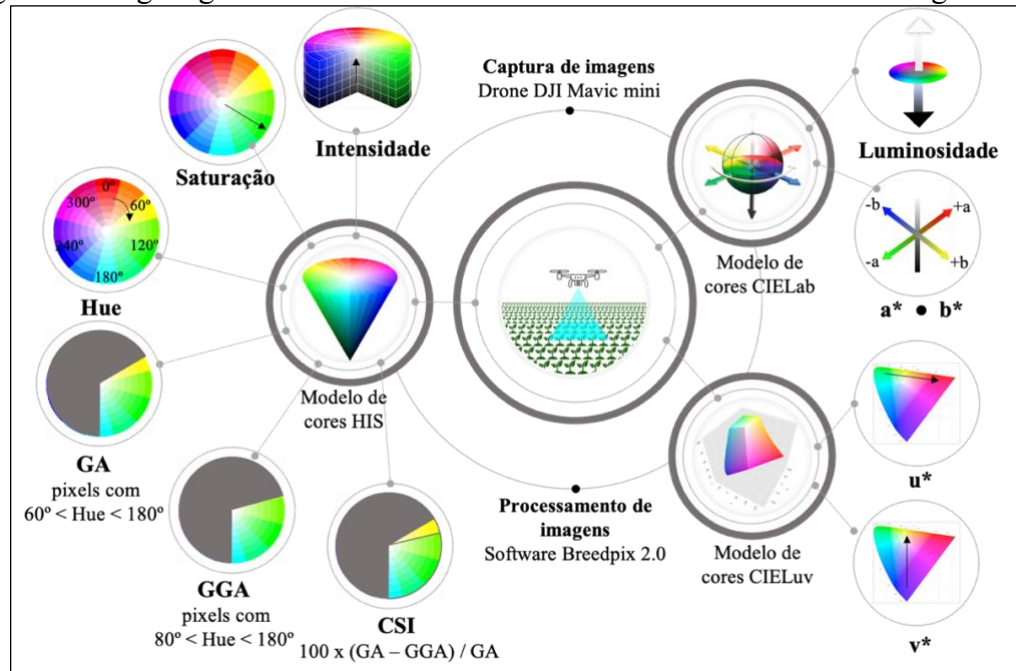 Captura de imagens
Drone DJI Mavic mini
Intensidade
Saturação
Luminosidade
0º
60º
120º
180º
240º
300º
Hue
-b
+a
-a
+b
a* ● b*
Modelo de
cores CIELab
Modelo de
cores HIS
GA
pixels com
60º < Hue < 180º
GGA
pixels com
80º < Hue < 180º
CSI
100 x (GA – GGA) / GA
Processamento de
imagens
Software Breedpix 2.0
Modelo de
cores CIELuv
u*
v*